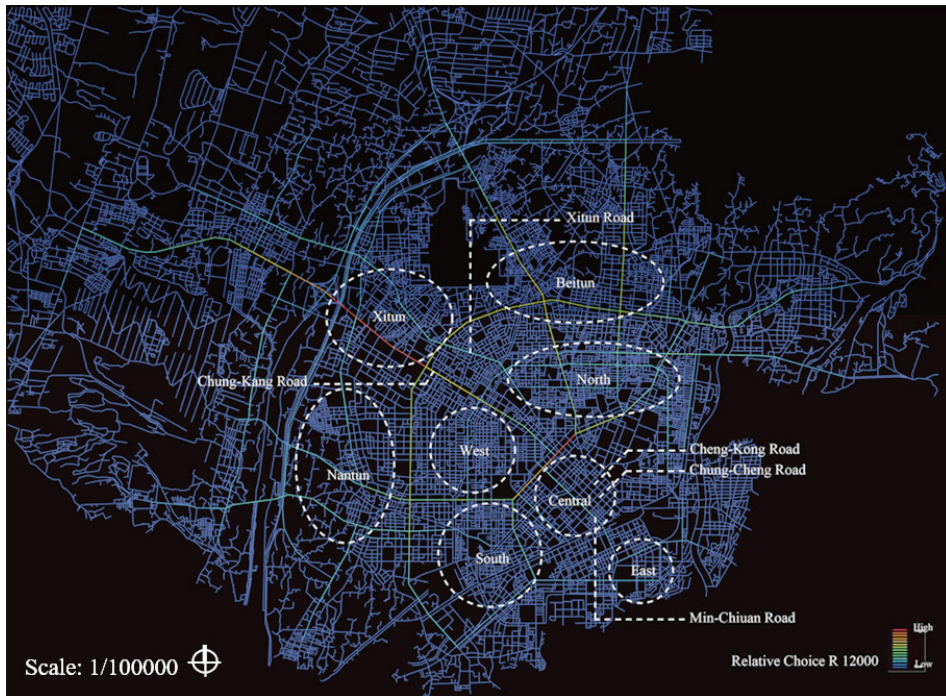 Xitun Road
Beitun
Xitun
Chung-Kang Road
North
West
Cheng-Kong Road
Chung-Cheng Road
Nantun
Central
South
East
Min-Chiuan Road
High
Scale: 1/100000
Relative Choice R 12000
Low